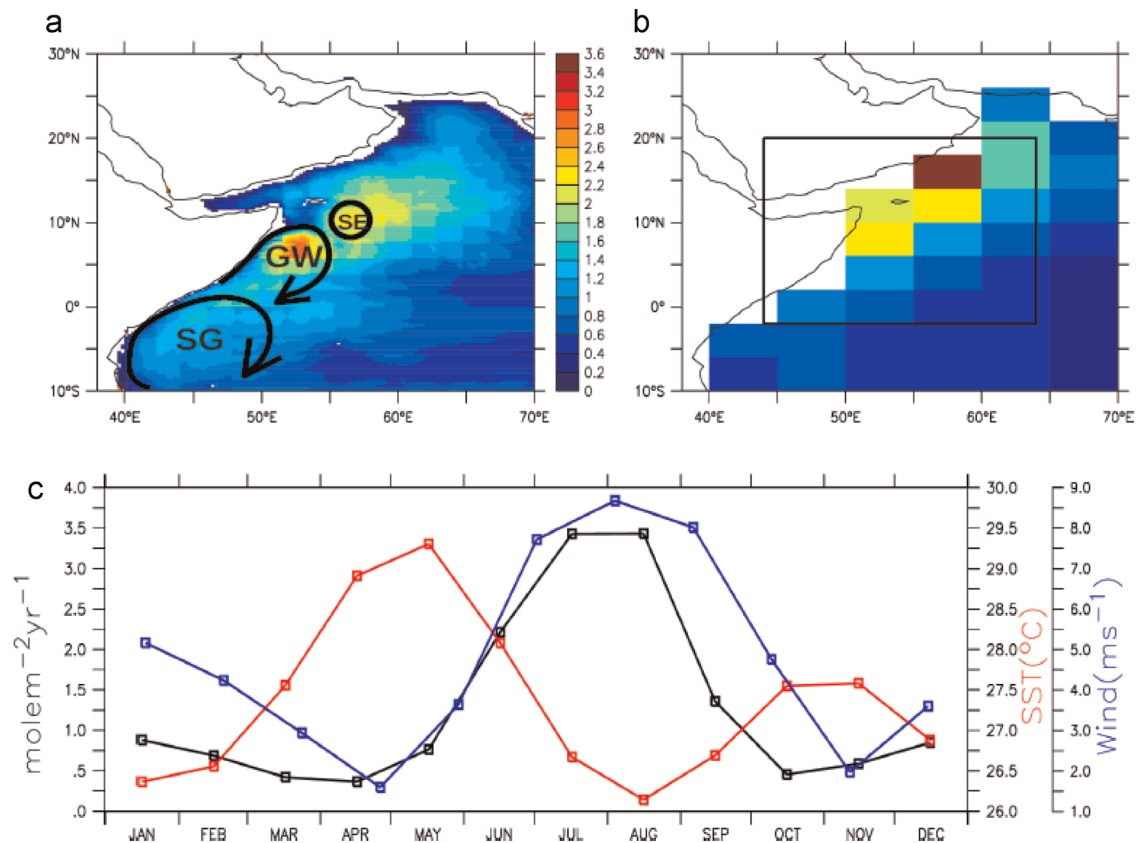 a
b
30°N
20°N
10°N
0°
10°S
40°E
50°E
60°E
70°E
SE
GW
SG
3.6
3.4
3.2
3
2.8
2.6
2.4
2.2
2
1.8
1.6
1.4
1.2
1
0.8
0.6
0.4
0.2
0
30°N
20°N
10°N
0°
10°S
40°E
50°E
60°E
70°E
c
molem-2yr-1
4.0
3.5
3.0
2.5
2.0
1.5
1.0
.5
.0
30.0
29.5
29.0
28.5
28.0
27.5
27.0
26.5
26.0
SST(°C)
9.0
8.0
7.0
6.0
5.0
4.0
3.0
2.0
1.0
Wind(ms-1)
JAN FEB MAR APR MAY JUN JUL AUG SEP OCT NOV DEC